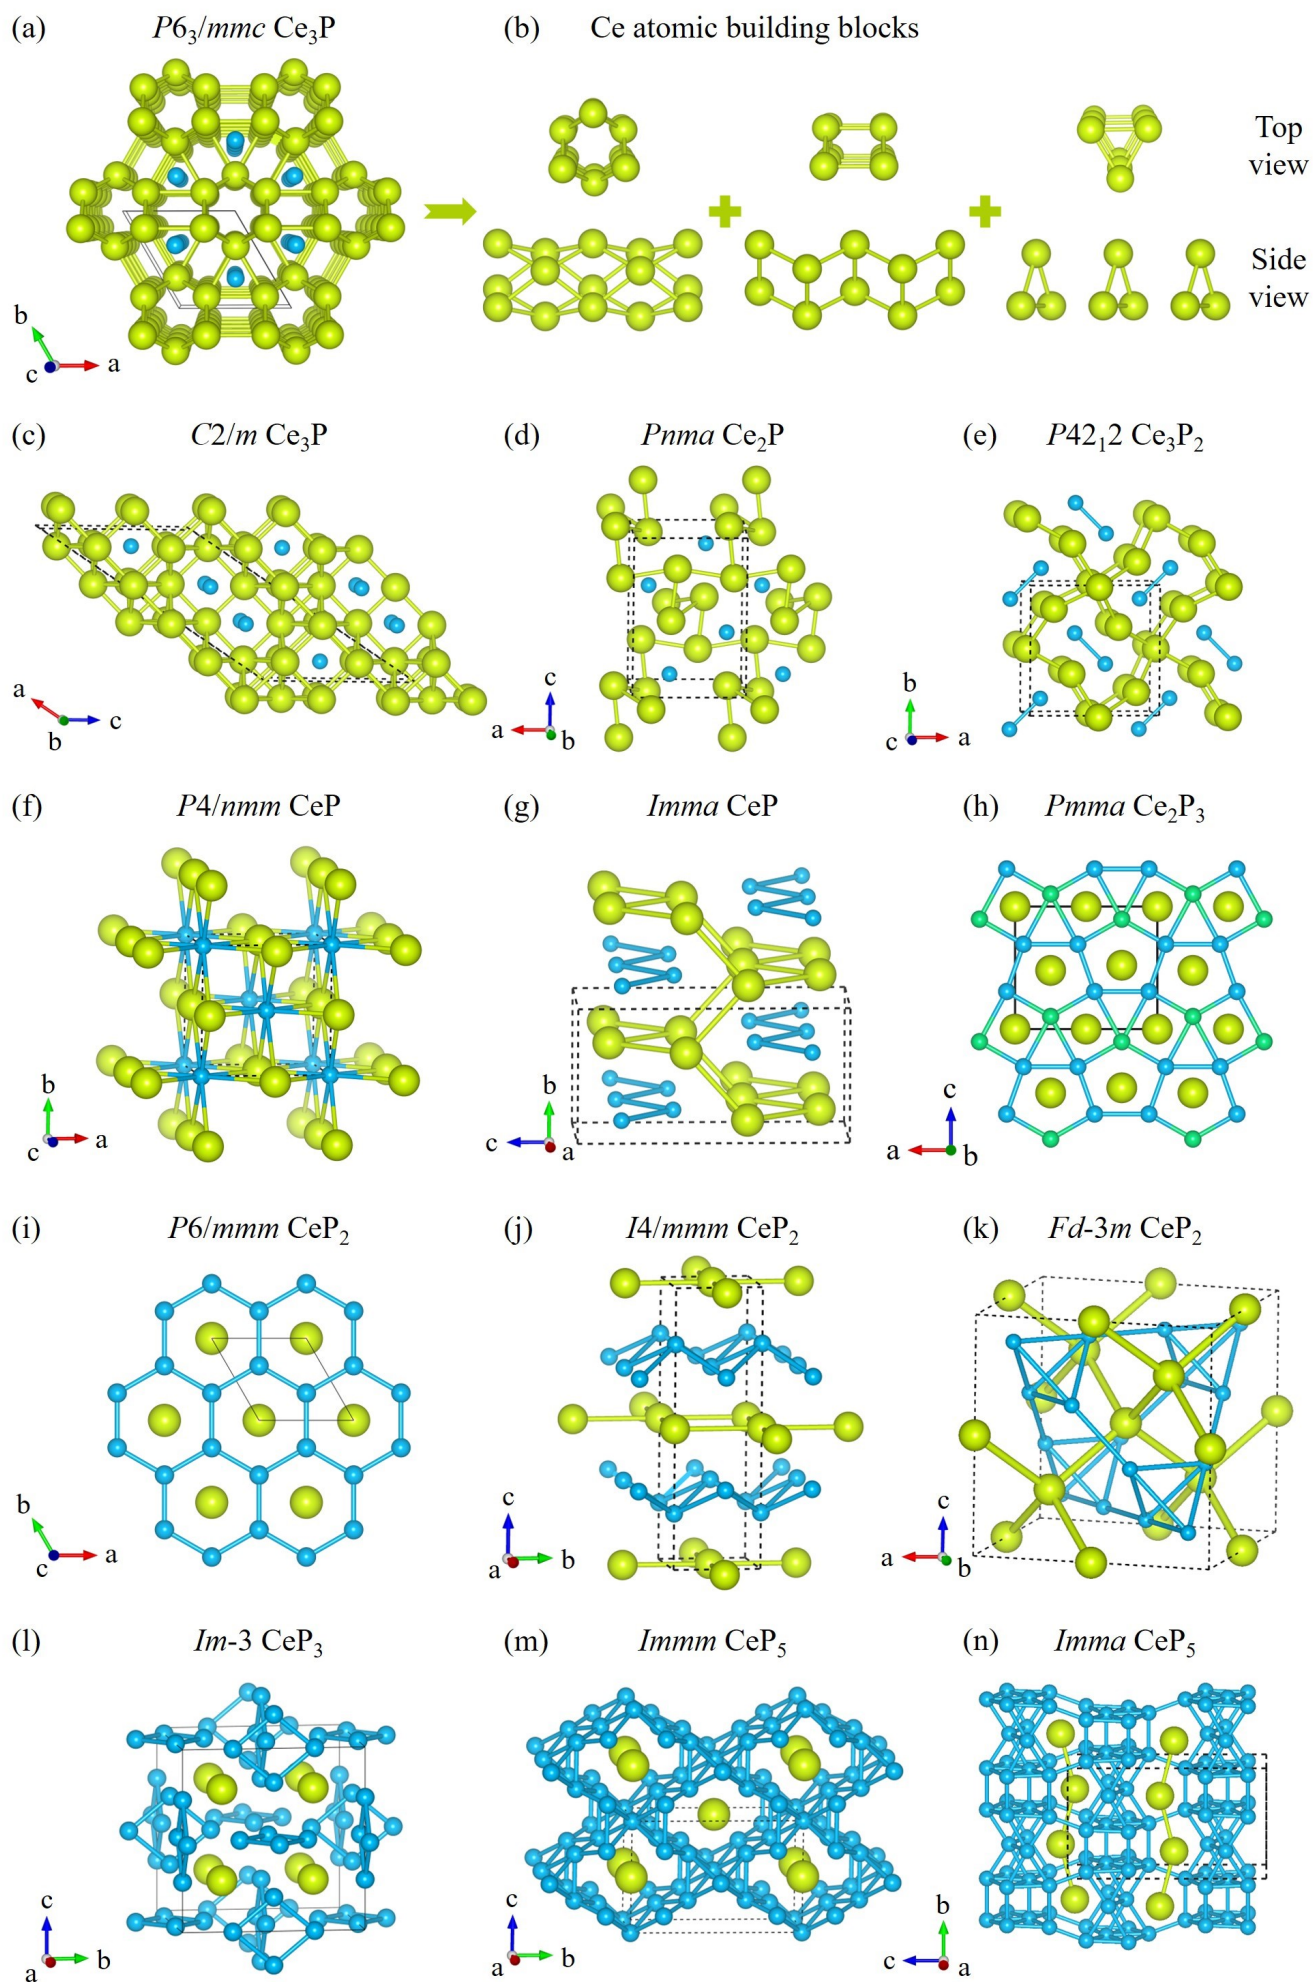 (a) P6₃/mmc Ce₃P
(b) Ce atomic building blocks
Top
view
Side
view
b
c
a
(c) C2/m Ce₃P
(d) Pnma Ce₂P
(e) P42₁2 Ce₃P₂
a
c
b
c
a
b
b
c
a
(f) P4/nmm CeP
(g) Imma CeP
(h) Pmma Ce₂P₃
b
a
c
b
c
a
c
a
b
(i) P6/mmm CeP₂
(j) I4/mmm CeP₂
(k) Fd-3m CeP₂
b
c
a
c
a
b
c
a
b
(l) Im-3 CeP₃
(m) Immm CeP₅
(n) Imma CeP₅
c
b
a
c
b
a
b
c
a